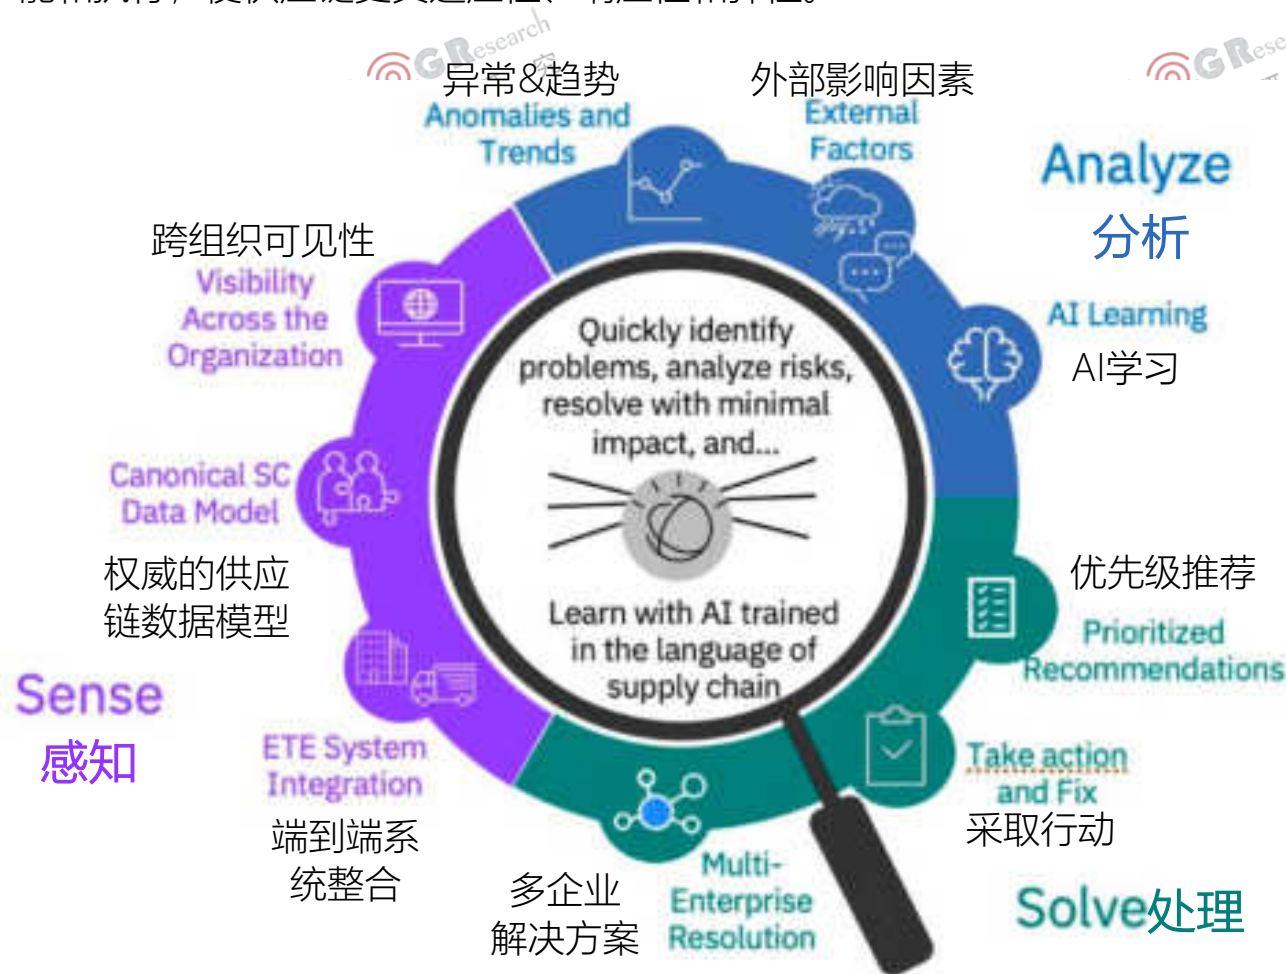 GResearch
GRese
异常&趋势
Anomalies and
Trends
外部影响因素
External
Factors
Analyze
分析
跨组织可见性
Visibility
Across the
Organization
AI Learning
AI学习
Quickly identify
problems, analyze risks,
resolve with minimal
impact, and...
Canonical SC
Data Model
权威的供应
链数据模型
Learn with AI trained
in the language of
supply chain
优先级推荐
Prioritized
Recommendations
Sense
感知
ETE System
Integration
端到端系
统整合
Take action
and Fix
采取行动
多企业
解决方案
Multi-
Enterprise
Resolution
Solve处理